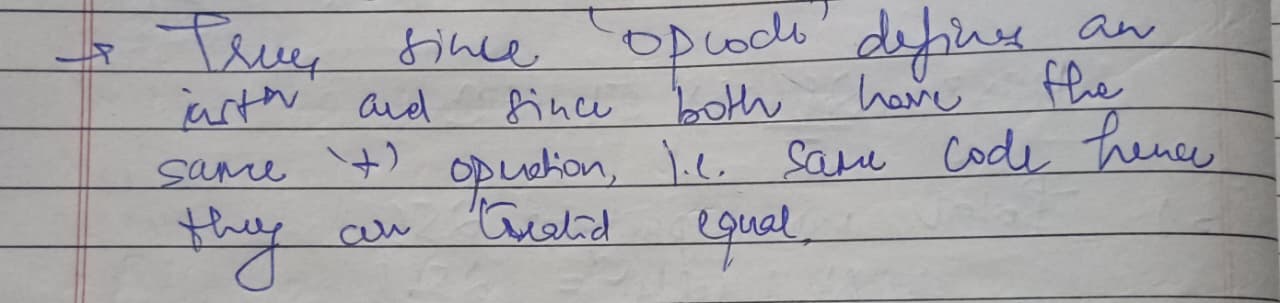 → True, since 'opcode' defines an
instn and since both have the
same '+' operation, i.e. same code hence
they are treated equal.